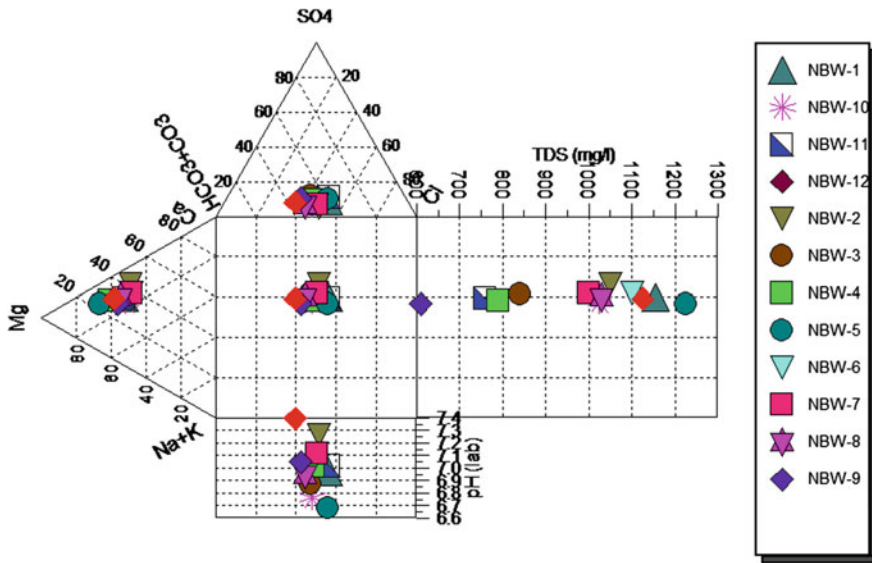 SO4
80 20
60 40
40 60
20 80
HCO3+CO3
Cl
Ca
80
60
40
20
Mg
80
60
40
20
Na+K
TDS (mg/l)
600 700 800 900 1000 1100 1200 1300
7.4
7.3
7.2
7.1
7.0
6.9
6.8
6.7
6.6
pH (lab)
NBW-1
NBW-10
NBW-11
NBW-12
NBW-2
NBW-3
NBW-4
NBW-5
NBW-6
NBW-7
NBW-8
NBW-9